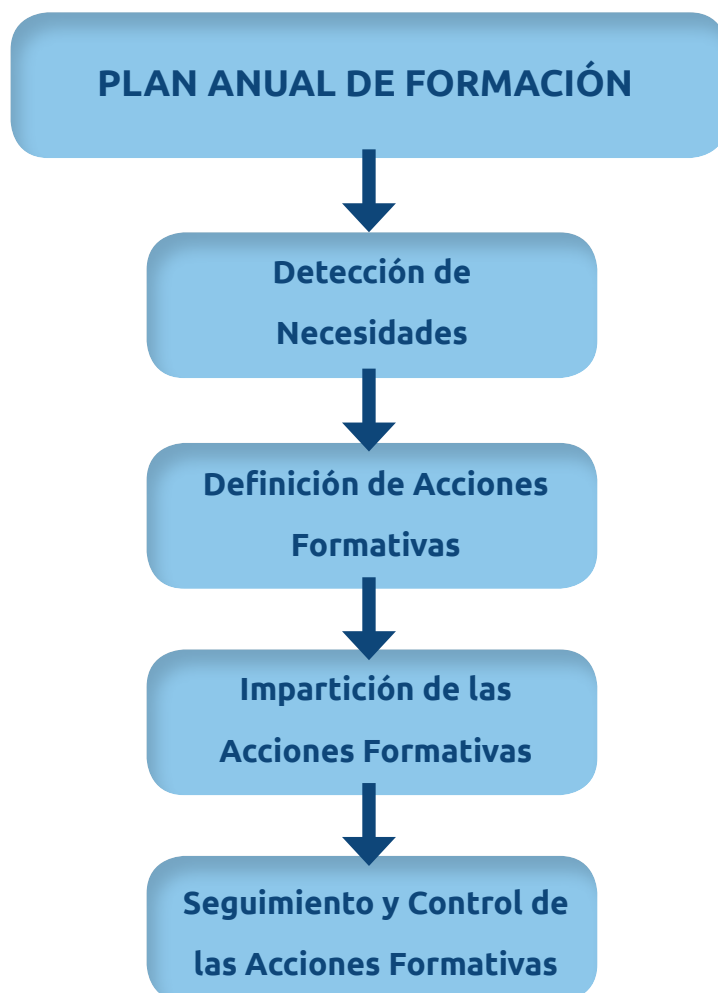 PLAN ANUAL DE FORMACIÓN
Detección de
Necesidades
Definición de Acciones
Formativas
Impartición de las
Acciones Formativas
Seguimiento y Control de
las Acciones Formativas